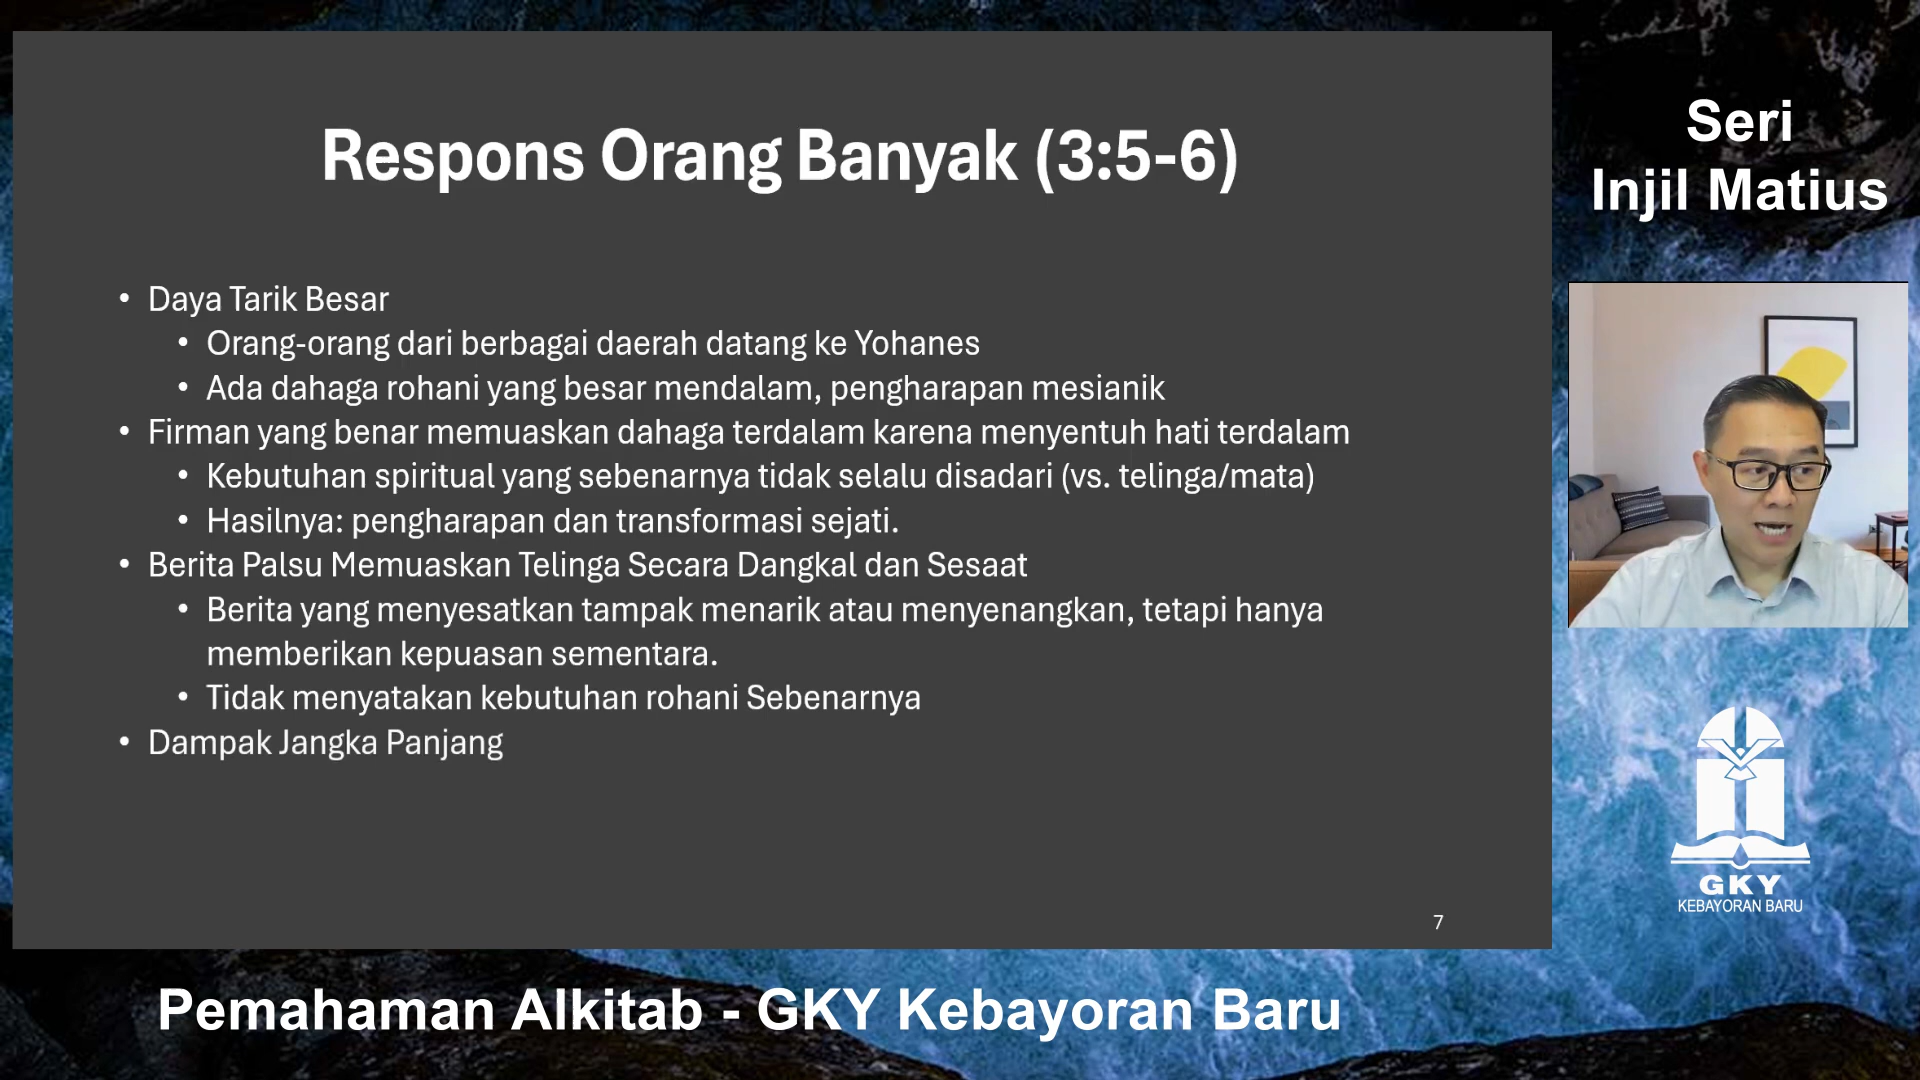 Respons Orang Banyak (3:5-6)
• Daya Tarik Besar
• Orang-orang dari berbagai daerah datang ke Yohanes
• Ada dahaga rohani yang besar mendalam, pengharapan mesianik
• Firman yang benar memuaskan dahaga terdalam karena menyentuh hati terdalam
• Kebutuhan spiritual yang sebenarnya tidak selalu disadari (vs. telinga/mata)
• Hasilnya: pengharapan dan transformasi sejati.
• Berita Palsu Memuaskan Telinga Secara Dangkal dan Sesaat
• Berita yang menyesatkan tampak menarik atau menyenangkan, tetapi hanya
memberikan kepuasan sementara.
• Tidak menyatakan kebutuhan rohani Sebenarnya
• Dampak Jangka Panjang
7
Seri
Injil Matius
GKY
KEBAYORAN BARU
Pemahaman Alkitab - GKY Kebayoran Baru